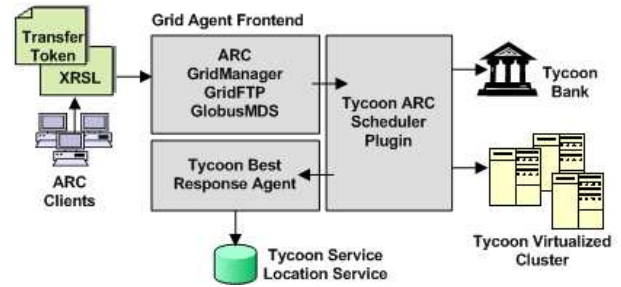 Grid Agent Frontend
Transfer
Token
XRSL
ARC
Clients
ARC
GridManager
GridFTP
GlobusMDS
Tycoon Best
Response Agent
Tycoon ARC
Scheduler
Plugin
Tycoon
Bank
Tycoon Virtualized
Cluster
Tycoon Service
Location Service